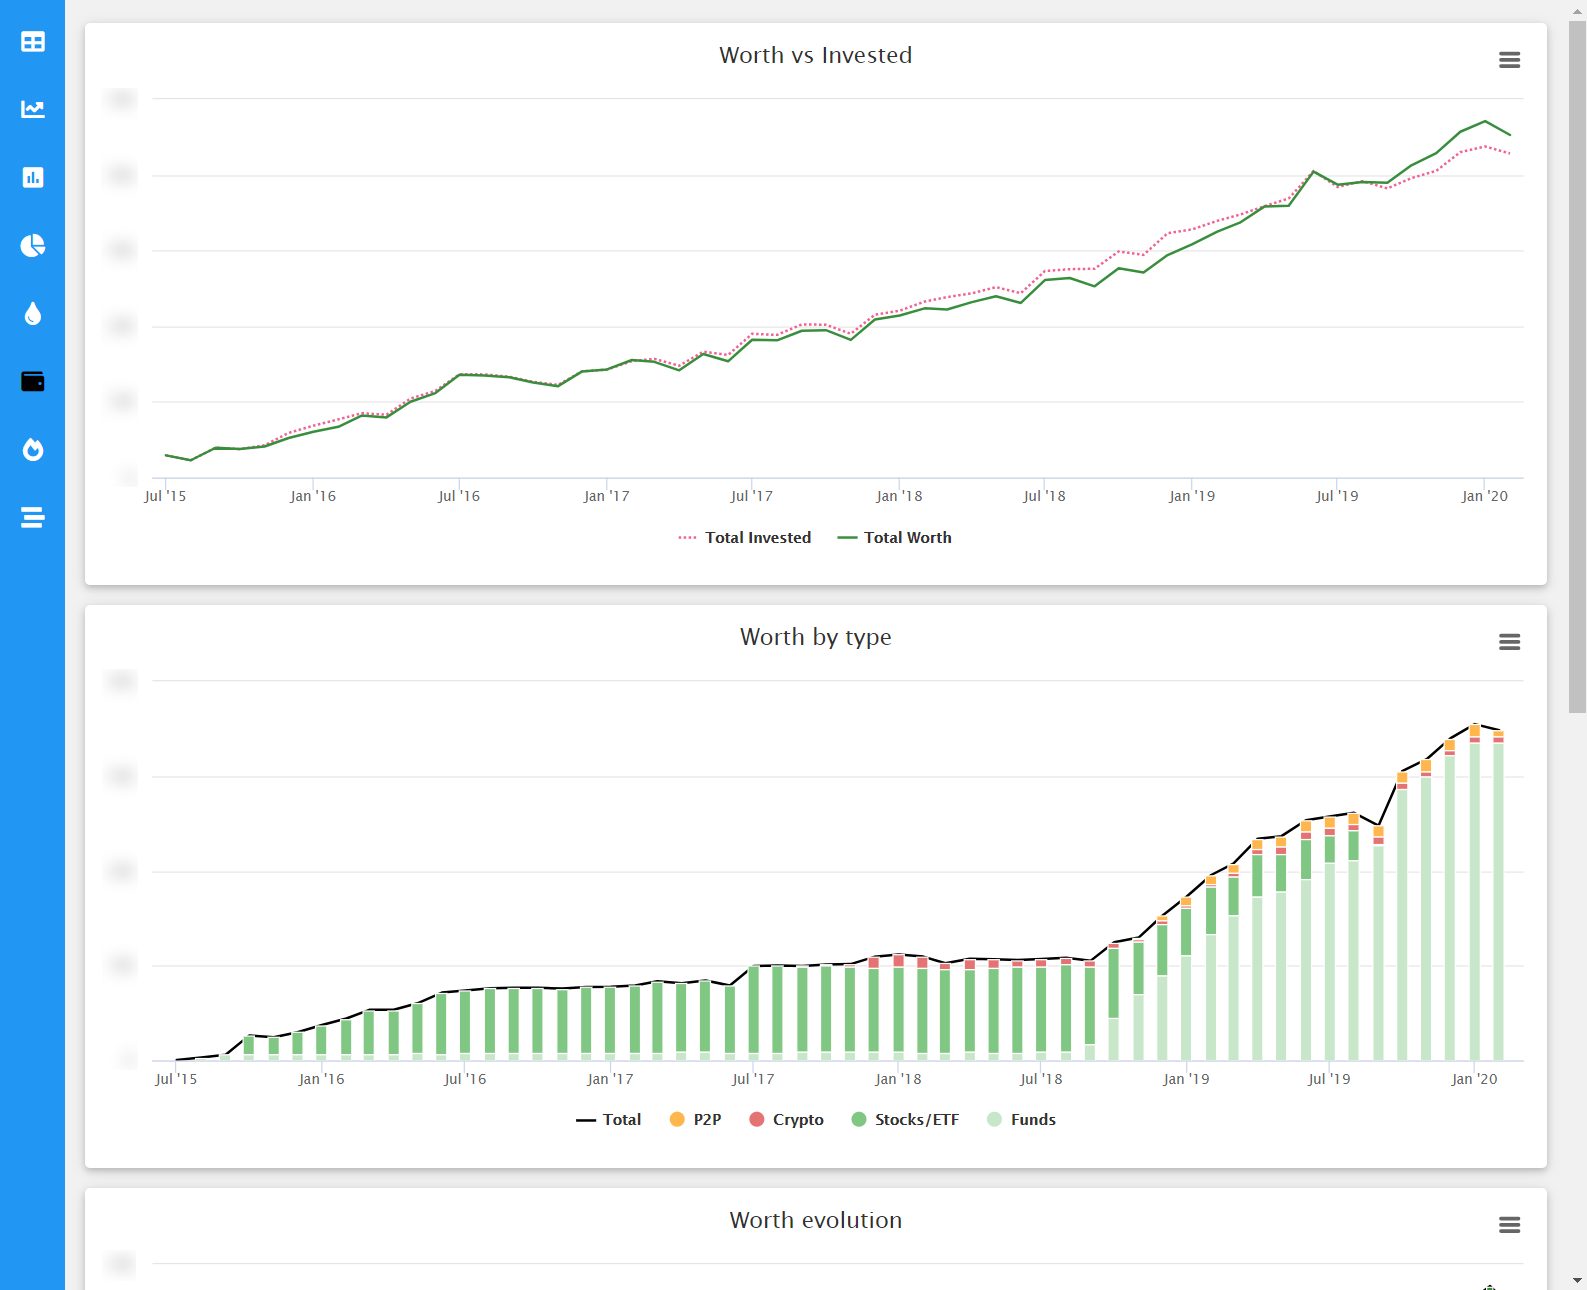 Worth vs Invested
Jul '15 Jan '16 Jul '16 Jan '17 Jul '17 Jan '18 Jul '18 Jan '19 Jul '19 Jan '20
Total Invested Total Worth
Worth by type
Jul '15 Jan '16 Jul '16 Jan '17 Jul '17 Jan '18 Jul '18 Jan '19 Jul '19 Jan '20
Total P2P Crypto Stocks/ETF Funds
Worth evolution